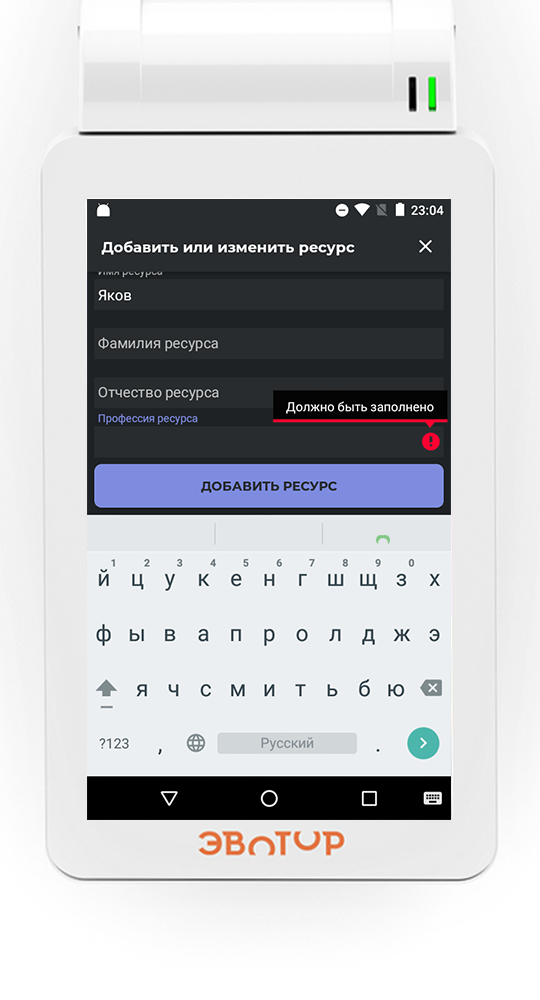 23:04
Добавить или изменить ресурс
Имя ресурса
Яков
Фамилия ресурса
Отчество ресурса
Должно быть заполнено
Профессия ресурса
ДОБАВИТЬ РЕСУРС
1 2 3 4 5 6 7 8 9 0
й ц у к е н г ш щ з х
ф ы в а п р о л д ж э
я ч с м и т ь б ю
?123 , Русский .
ЭВОТОР